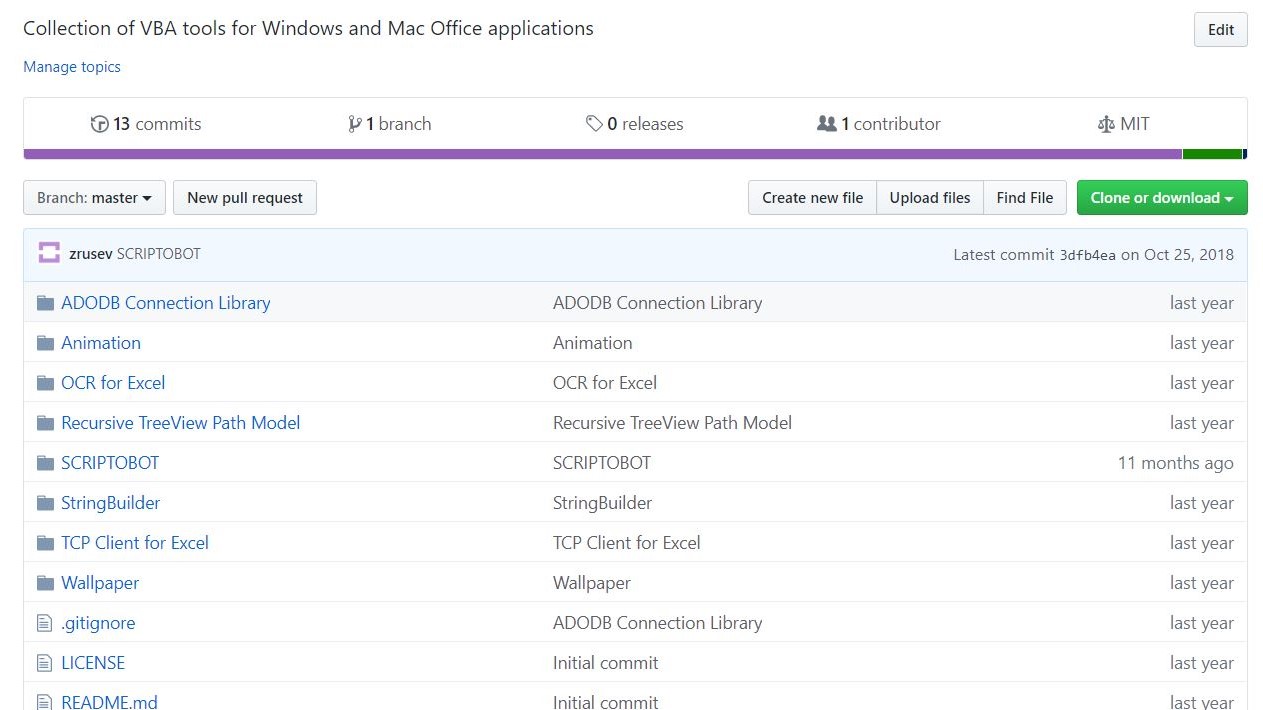 Collection of VBA tools for Windows and Mac Office applications
Edit
Manage topics
13 commits 1 branch 0 releases 1 contributor MIT
Branch: master New pull request Create new file Upload files Find File Clone or download
zrusev SCRIPTOBOT Latest commit 3dfb4ea on Oct 25, 2018
ADODB Connection Library ADODB Connection Library last year
Animation Animation last year
OCR for Excel OCR for Excel last year
Recursive TreeView Path Model Recursive TreeView Path Model last year
SCRIPTOBOT SCRIPTOBOT 11 months ago
StringBuilder StringBuilder last year
TCP Client for Excel TCP Client for Excel last year
Wallpaper Wallpaper last year
.gitignore ADODB Connection Library last year
LICENSE Initial commit last year
README.md Initial commit last year